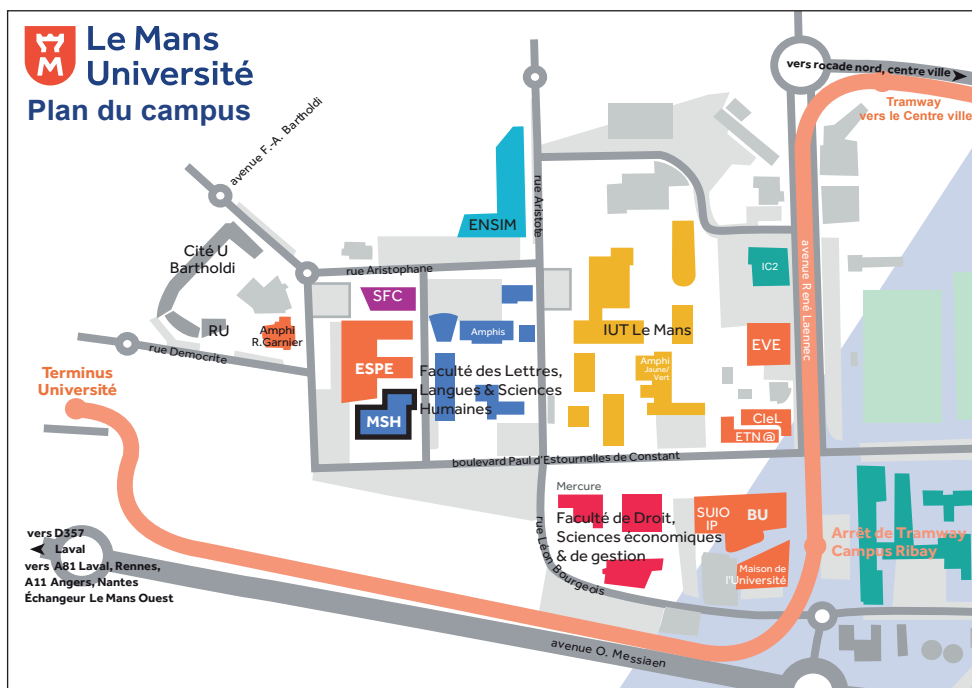 Le Mans
Université
Plan du campus
vers rocade nord, centre ville
Tramway
vers le Centre ville
avenue F.-A. Bartholdi
rue Aristote
ENSIM
Cité U
Bartholdi
rue Aristophane
IC2
avenue René Laennec
SFC
RU
Amphi
R.Garnier
Amphis
IUT Le Mans
EVE
rue Democrite
ESPE
Faculté des Lettres,
Langues & Sciences
Humaines
Amphi
Jaune/
Vert
Terminus
Université
MSH
CIeL
ETN@
boulevard Paul d'Estournelles de Constant
Mercure
SUIO
IP
BU
Faculté de Droit,
Sciences économiques
& de gestion
rue Léon Bourgeois
Arrêt de Tramway
Campus Ribay
Maison de
l'Université
vers D357
Laval
vers A81 Laval, Rennes,
A11 Angers, Nantes
Échangeur Le Mans Ouest
avenue O. Messiaen